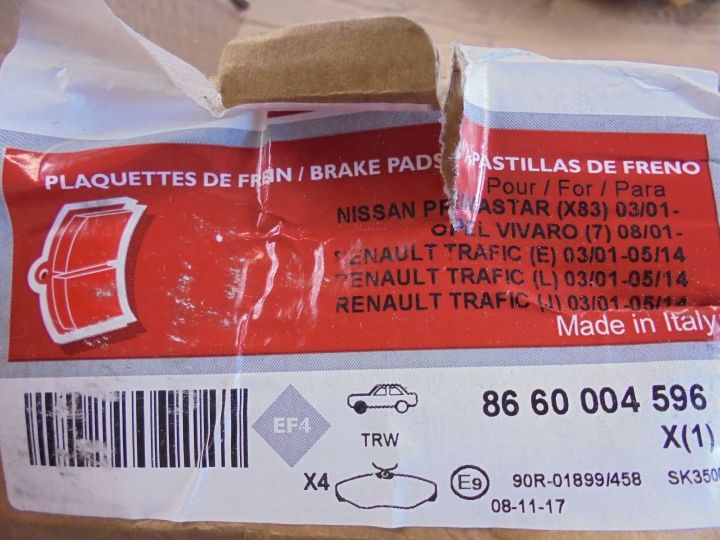 PLAQUETTES DE FREIN / BRAKE PADS / PASTILLAS DE FRENO
Pour / For / Para
NISSAN PRIMASTAR (X83) 03/01-
OPEL VIVARO (7) 08/01-
RENAULT TRAFIC (E) 03/01-05/14
RENAULT TRAFIC (L) 03/01-05/14
RENAULT TRAFIC (J) 03/01-05/14
Made in Italy
EF4
TRW
86 60 004 596
X(1)
X4
E9
90R-01899/458
08-11-17